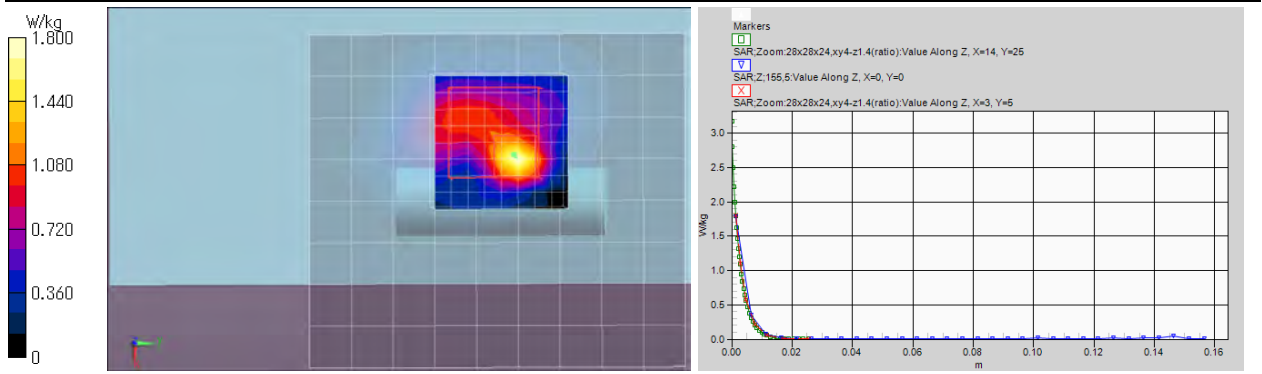 W/kg
1.800
1.440
1.080
0.720
0.360
0
Markers
SAR;Zoom:28x28x24,xy4-z1.4(ratio):Value Along Z, X=14, Y=25
SAR;Z;155,5:Value Along Z, X=0, Y=0
SAR;Zoom:28x28x24,xy4-z1.4(ratio):Value Along Z, X=3, Y=5
3.0
2.5
2.0
1.5
1.0
0.5
0.0
W/kg
0.00 0.02 0.04 0.06 0.08 0.10 0.12 0.14 0.16
m